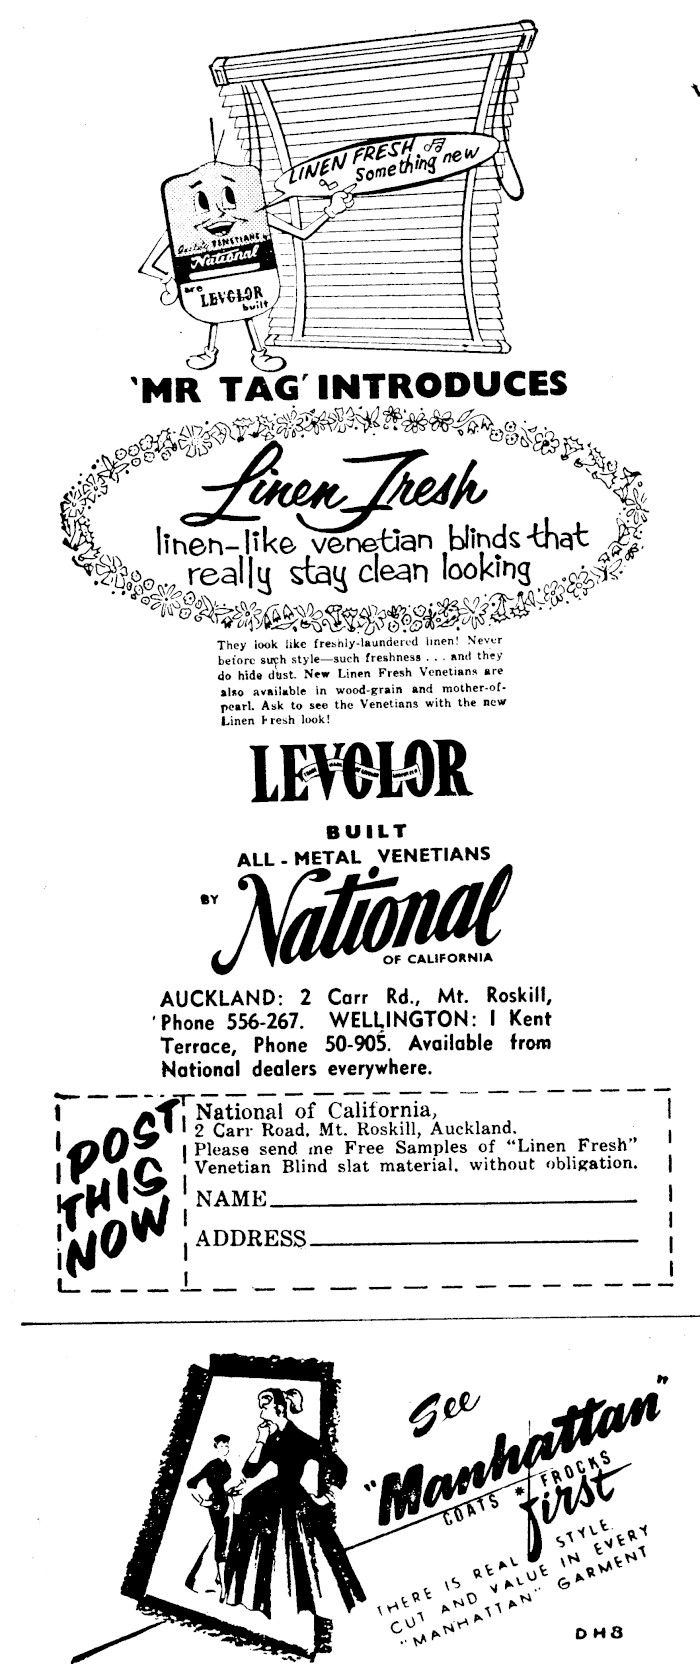 LINEN FRESH
Something new
VENETIANS
National
are
LEVOLOR
built
'MR TAG' INTRODUCES
Linen Fresh
linen-like venetian blinds that
really stay clean looking
They look like freshly-laundered linen! Never
before such style—such freshness . . . and they
do hide dust. New Linen Fresh Venetians are
also available in wood-grain and mother-of-
pearl. Ask to see the Venetians with the new
Linen Fresh look!
LEVOLOR
BUILT
ALL - METAL VENETIANS
BY National
OF CALIFORNIA
AUCKLAND: 2 Carr Rd., Mt. Roskill,
Phone 556-267. WELLINGTON: 1 Kent
Terrace, Phone 50-905. Available from
National dealers everywhere.
POST
THIS
NOW
National of California,
2 Carr Road, Mt. Roskill, Auckland.
Please send me Free Samples of "Linen Fresh"
Venetian Blind slat material, without obligation.
NAME
ADDRESS
See
"Manhattan"
COATS * FROCKS
first
THERE IS REAL STYLE
CUT AND VALUE IN EVERY
"MANHATTAN" GARMENT
DH8